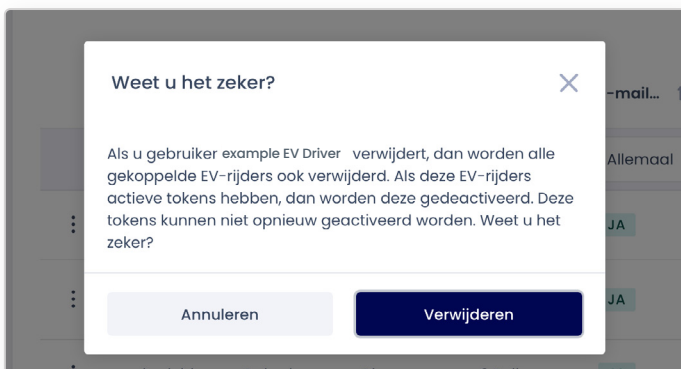 Weet u het zeker?
-mail...
Als u gebruiker example EV Driver verwijdert, dan worden alle
gekoppelde EV-rijders ook verwijderd. Als deze EV-rijders
actieve tokens hebben, dan worden deze gedeactiveerd. Deze
tokens kunnen niet opnieuw geactiveerd worden. Weet u het
zeker?
Allemaal
JA
JA
Annuleren
Verwijderen